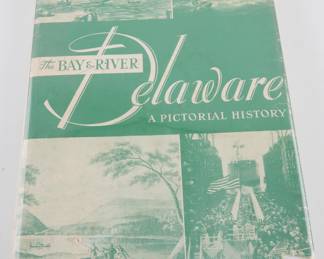 The BAY & RIVER
Delaware
A PICTORIAL HISTORY